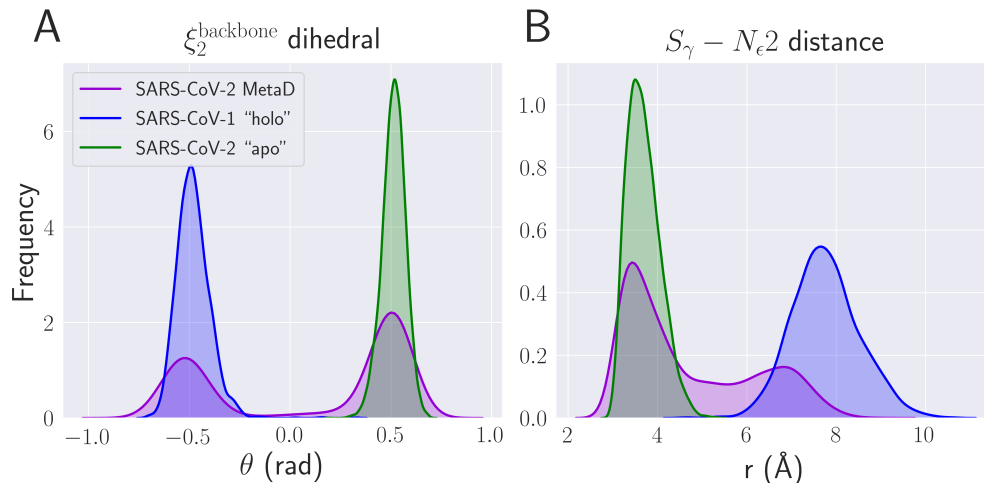 A
ξ₂ᵇᵃᶜᵏᵇᵒⁿᵉ dihedral
SARS-CoV-2 MetaD
SARS-CoV-1 “holo”
SARS-CoV-2 “apo”
Frequency
6
4
2
0
−1.0 −0.5 0.0 0.5 1.0
θ (rad)
B
Sγ − Nϵ2 distance
1.0
0.8
0.6
0.4
0.2
0.0
2 4 6 8 10
r (Å)